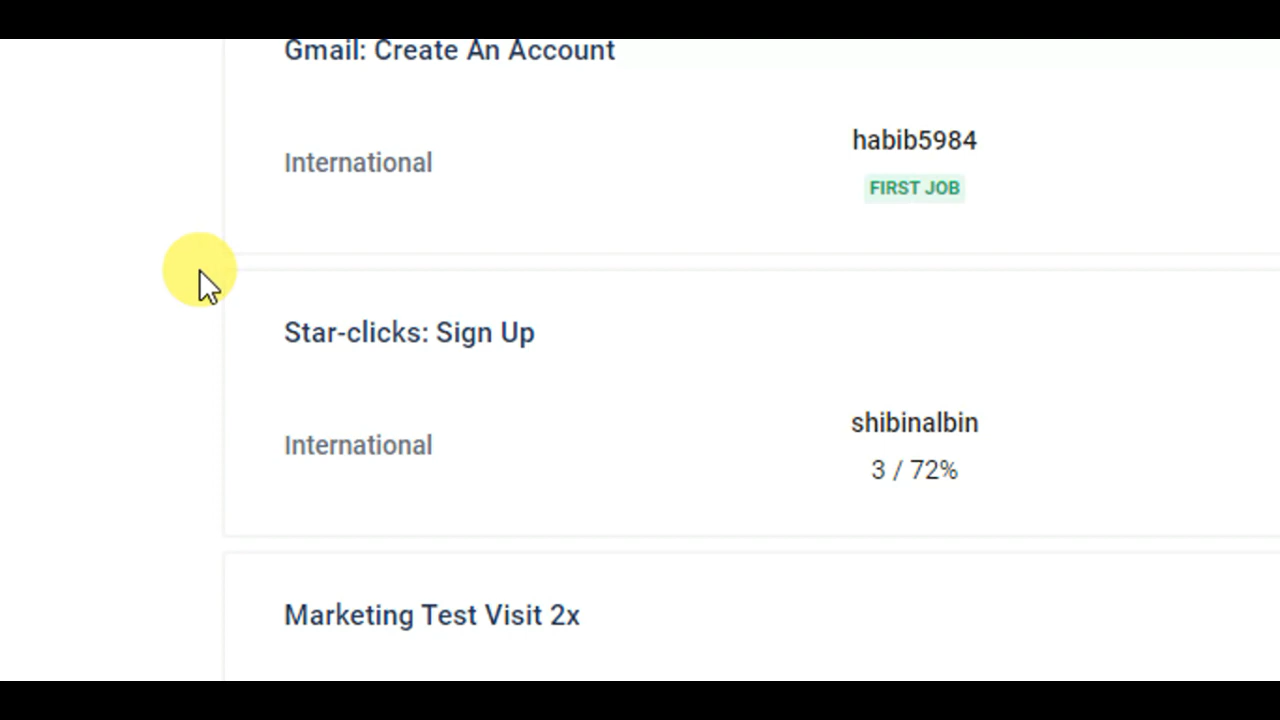 Gmail: Create An Account
International
habib5984
FIRST JOB
Star-clicks: Sign Up
International
shibinalbin
3 / 72%
Marketing Test Visit 2x